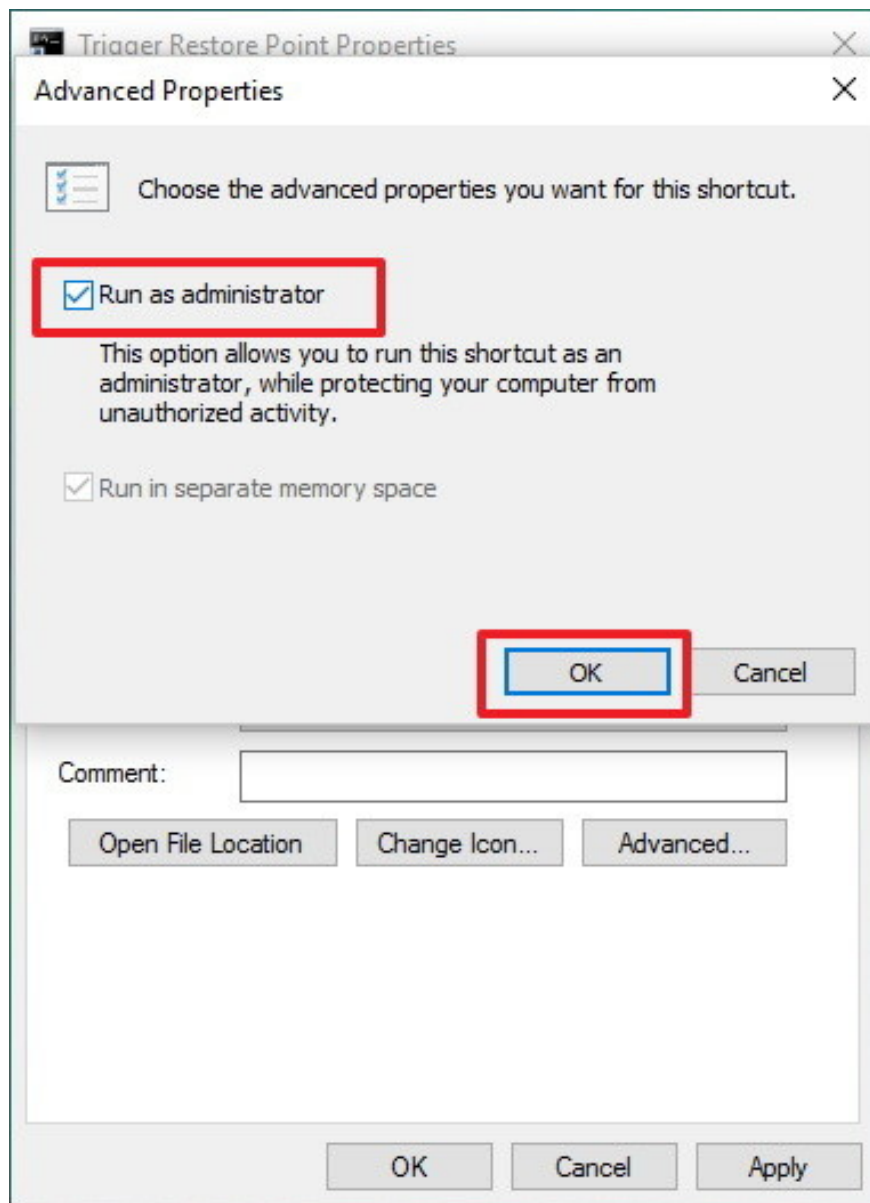 Trigger Restore Point Properties
Advanced Properties
Choose the advanced properties you want for this shortcut.
Run as administrator
This option allows you to run this shortcut as an
administrator, while protecting your computer from
unauthorized activity.
Run in separate memory space
OK Cancel
Comment:
Open File Location Change Icon... Advanced...
OK Cancel Apply